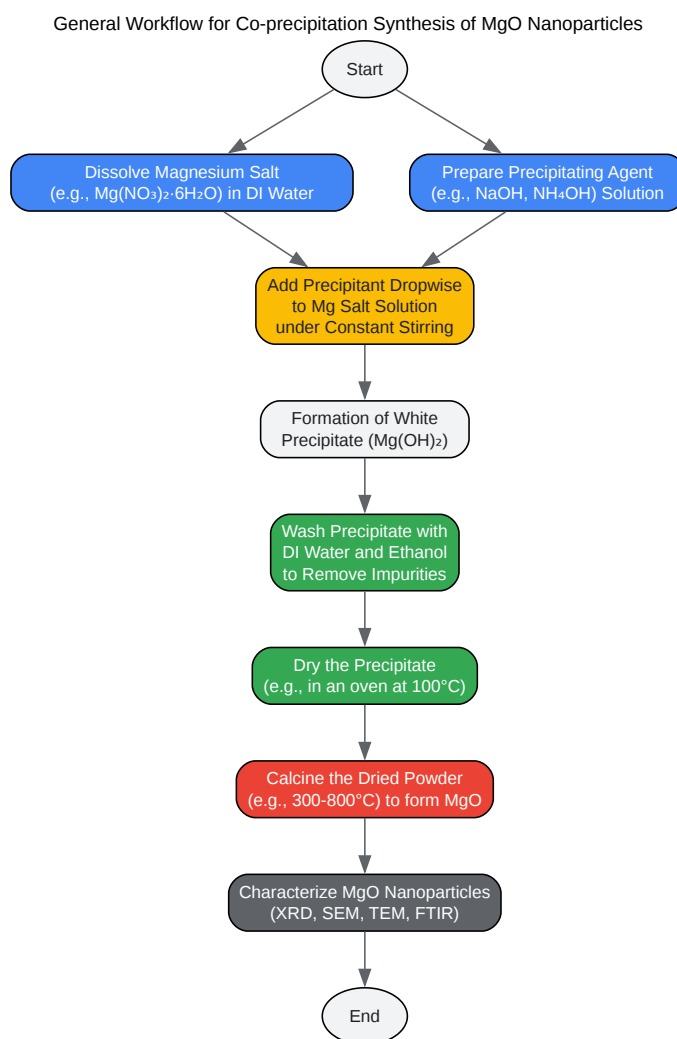 General Workflow for Co-precipitation Synthesis of MgO Nanoparticles
Start
Dissolve Magnesium Salt
(e.g., Mg(NO₃)₂·6H₂O) in DI Water
Prepare Precipitating Agent
(e.g., NaOH, NH₄OH) Solution
Add Precipitant Dropwise
to Mg Salt Solution
under Constant Stirring
Formation of White
Precipitate (Mg(OH)₂)
Wash Precipitate with
DI Water and Ethanol
to Remove Impurities
Dry the Precipitate
(e.g., in an oven at 100°C)
Calcine the Dried Powder
(e.g., 300-800°C) to form MgO
Characterize MgO Nanoparticles
(XRD, SEM, TEM, FTIR)
End